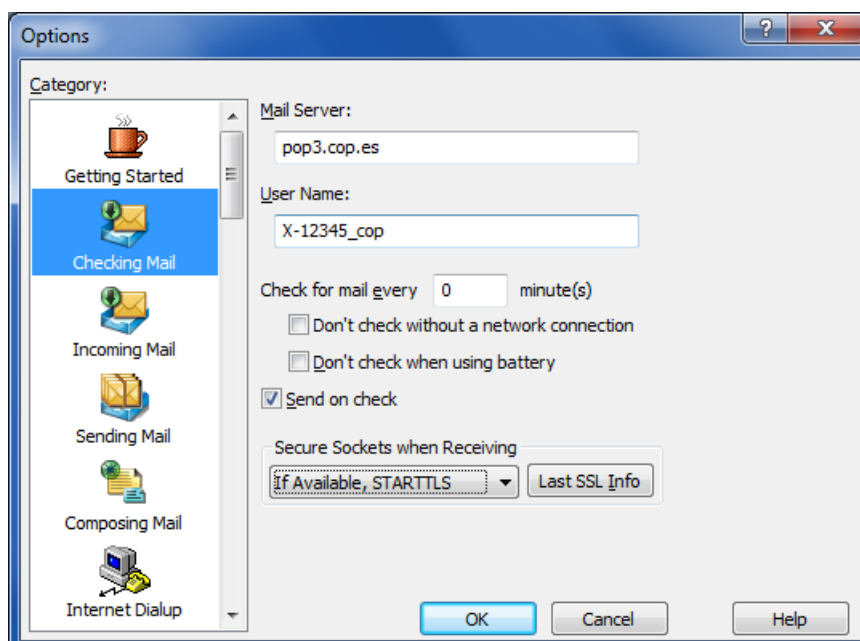 Options
Category:
Getting Started
Checking Mail
Incoming Mail
Sending Mail
Composing Mail
Internet Dialup
Mail Server:
pop3.cop.es
User Name:
X-12345_cop
Check for mail every 0 minute(s)
Don't check without a network connection
Don't check when using battery
Send on check
Secure Sockets when Receiving
If Available, STARTTLS Last SSL Info
OK Cancel Help